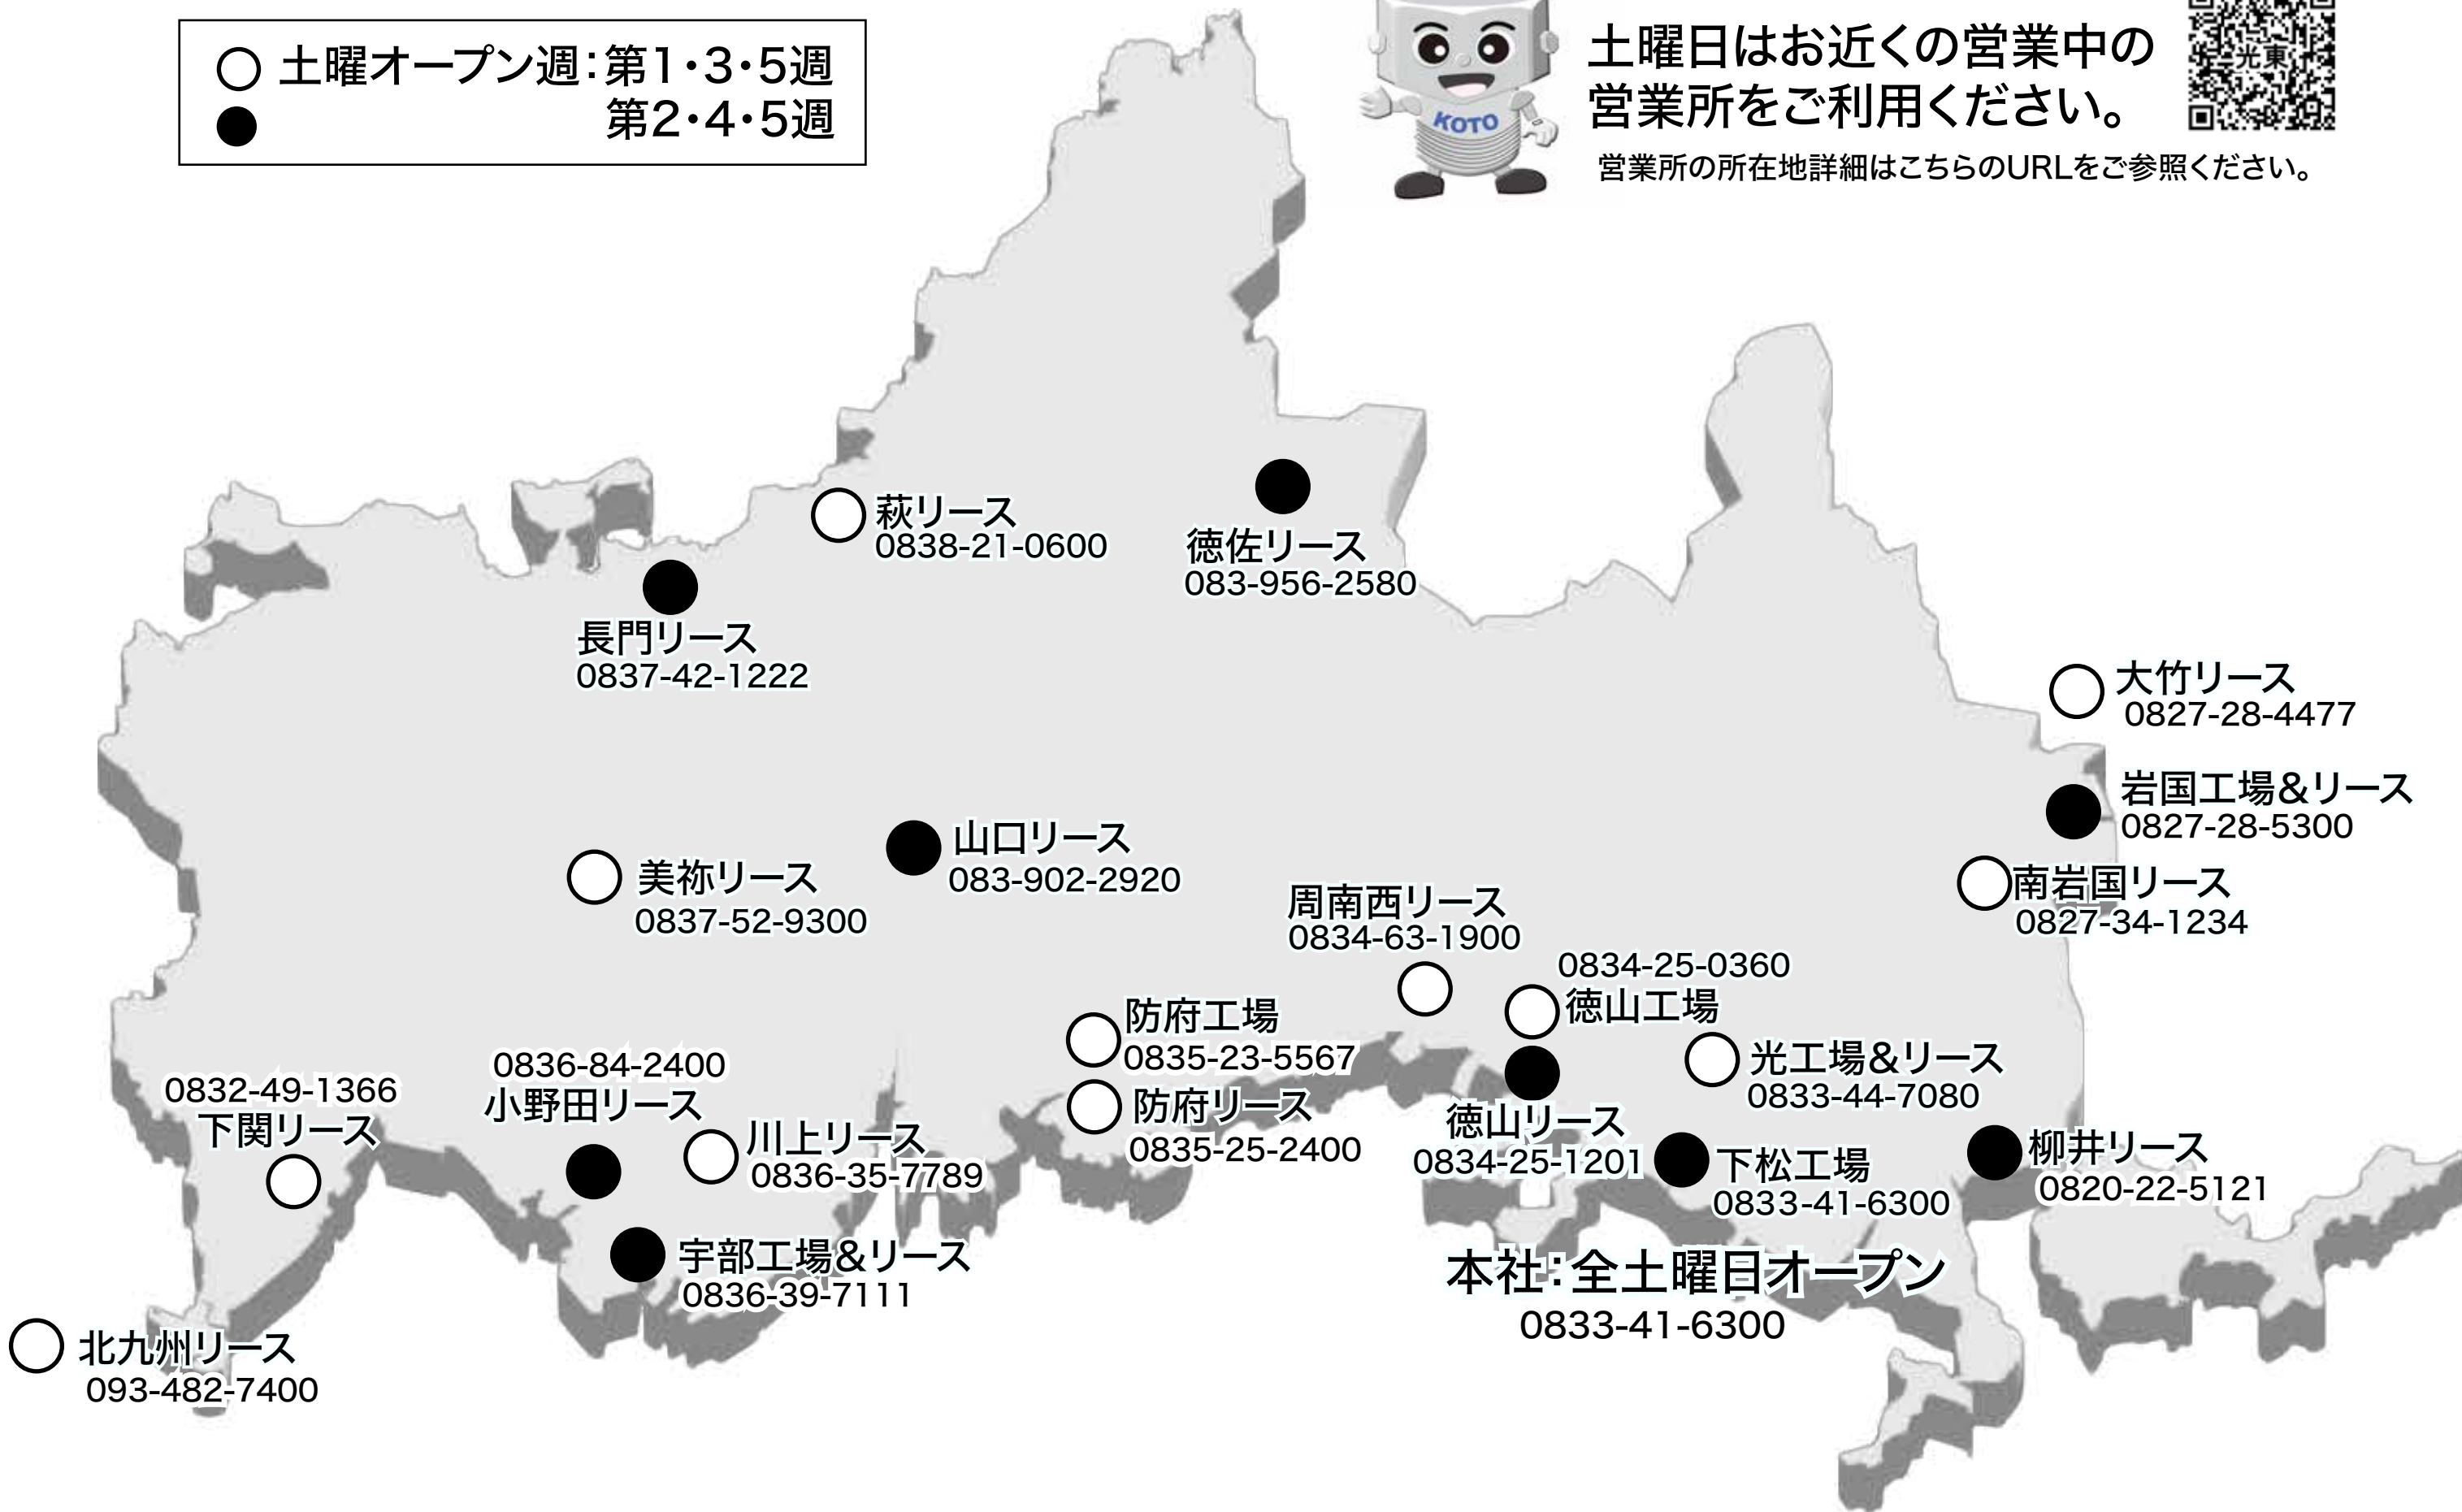 土曜オープン週：第1・3・5週
第2・4・5週
KOTO
土曜日はお近くの営業中の
営業所をご利用ください。
光東
営業所の所在地詳細はこちらのURLをご参照ください。
萩リース
0838-21-0600
徳佐リース
083-956-2580
長門リース
0837-42-1222
大竹リース
0827-28-4477
岩国工場&リース
0827-28-5300
山口リース
083-902-2920
美祢リース
0837-52-9300
南岩国リース
0827-34-1234
周南西リース
0834-63-1900
0834-25-0360
徳山工場
防府工場
0835-23-5567
光工場&リース
0833-44-7080
0836-84-2400
小野田リース
0832-49-1366
下関リース
防府リース
0835-25-2400
徳山リース
0834-25-1201
川上リース
0836-35-7789
下松工場
0833-41-6300
柳井リース
0820-22-5121
宇部工場&リース
0836-39-7111
本社：全土曜日オープン
0833-41-6300
北九州リース
093-482-7400